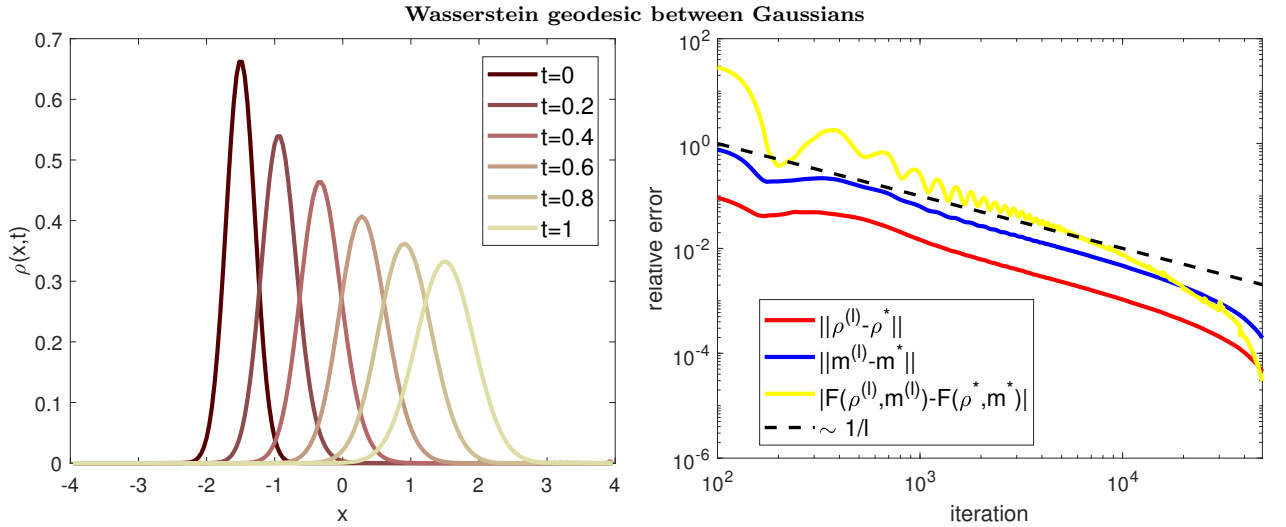 Wasserstein geodesic between Gaussians
0.7
0.6
0.5
0.4
0.3
0.2
0.1
0
ρ(x,t)
-4
-3
-2
-1
0
1
2
3
4
x
t=0
t=0.2
t=0.4
t=0.6
t=0.8
t=1
10^2
10^0
10^-2
10^-4
10^-6
relative error
10^2
10^3
10^4
iteration
||ρ^(l)-ρ^*||
||m^(l)-m^*||
|F(ρ^(l),m^(l))-F(ρ^*,m^*)|
∼ 1/l